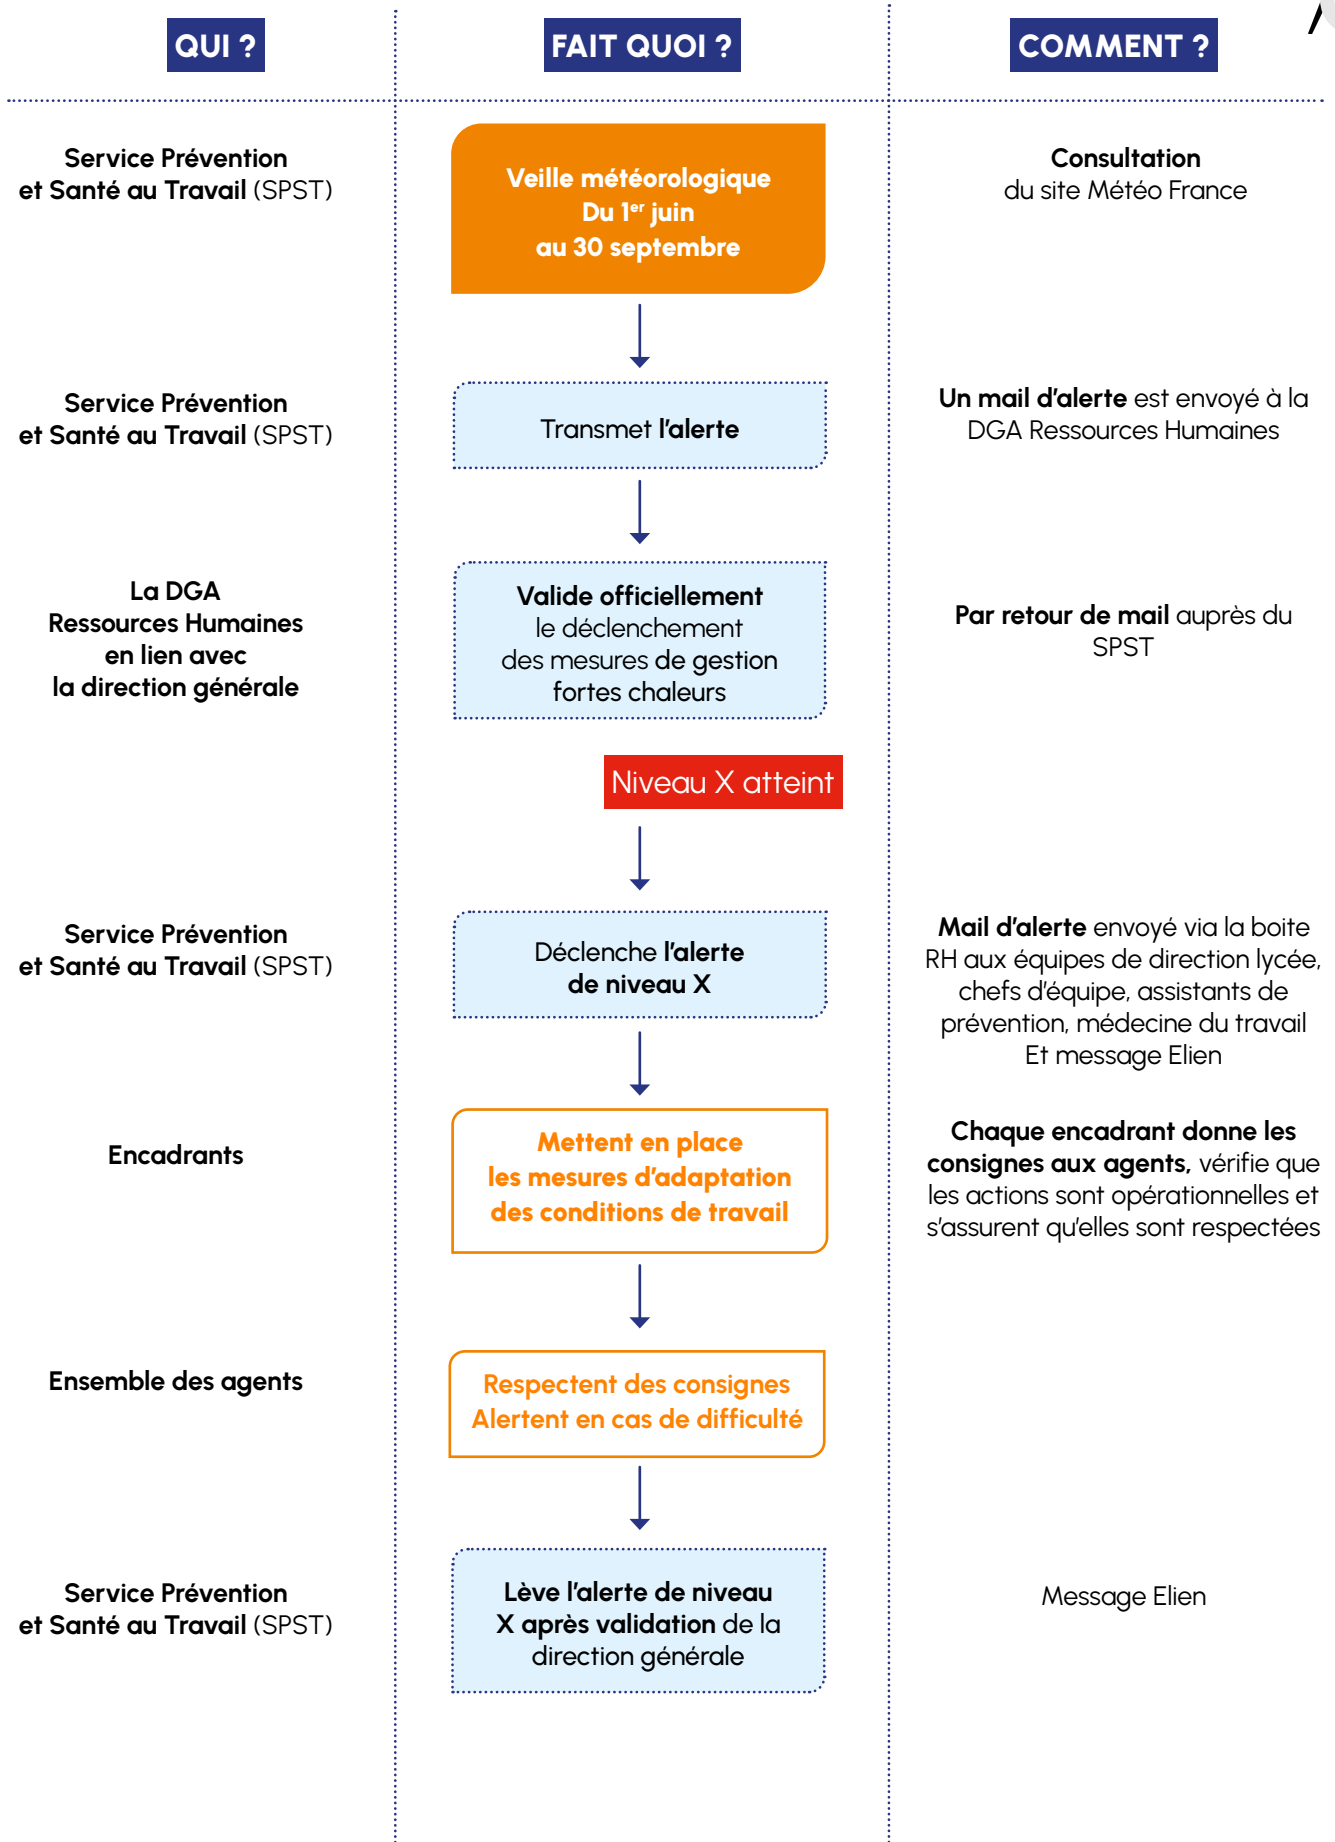 QUI ?
FAIT QUOI ?
COMMENT ?
Service Prévention
et Santé au Travail (SPST)
Veille météorologique
Du 1er juin
au 30 septembre
Consultation
du site Météo France
Service Prévention
et Santé au Travail (SPST)
Transmet l’alerte
Un mail d’alerte est envoyé à la
DGA Ressources Humaines
La DGA
Ressources Humaines
en lien avec
la direction générale
Valide officiellement
le déclenchement
des mesures de gestion
fortes chaleurs
Par retour de mail auprès du
SPST
Niveau X atteint
Service Prévention
et Santé au Travail (SPST)
Déclenche l’alerte
de niveau X
Mail d’alerte envoyé via la boite
RH aux équipes de direction lycée,
chefs d’équipe, assistants de
prévention, médecine du travail
Et message Elien
Encadrants
Mettent en place
les mesures d’adaptation
des conditions de travail
Chaque encadrant donne les
consignes aux agents, vérifie que
les actions sont opérationnelles et
s’assurent qu’elles sont respectées
Ensemble des agents
Respectent des consignes
Alertent en cas de difficulté
Service Prévention
et Santé au Travail (SPST)
Lève l’alerte de niveau
X après validation de la
direction générale
Message Elien